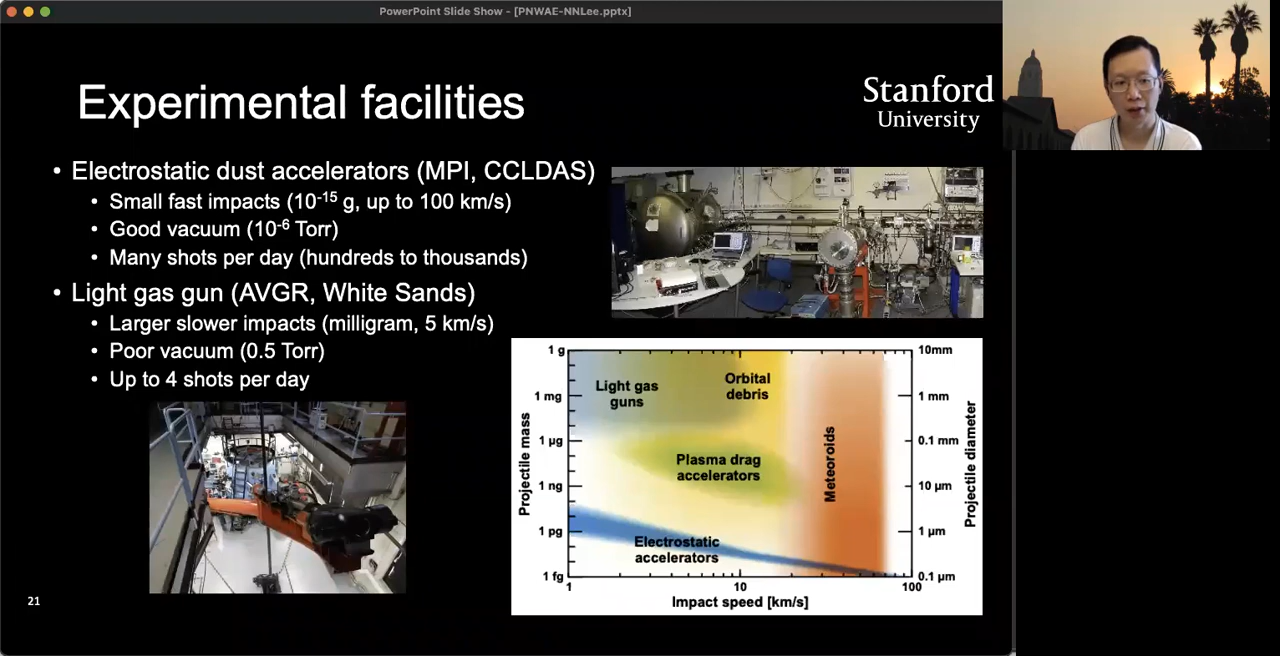 PowerPoint Slide Show - [PNWAE-NNLee.pptx]
Experimental facilities
Stanford
University
• Electrostatic dust accelerators (MPI, CCLDAS)
• Small fast impacts (10⁻¹⁵ g, up to 100 km/s)
• Good vacuum (10⁻⁶ Torr)
• Many shots per day (hundreds to thousands)
• Light gas gun (AVGR, White Sands)
• Larger slower impacts (milligram, 5 km/s)
• Poor vacuum (0.5 Torr)
• Up to 4 shots per day
Projectile mass
1 g
1 mg
1 µg
1 ng
1 pg
1 fg
Light gas
guns
Orbital
debris
Plasma drag
accelerators
Meteoroids
Electrostatic
accelerators
10mm
1 mm
0.1 mm
10 µm
1 µm
0.1 µm
Projectile diameter
1
10
100
Impact speed [km/s]
21